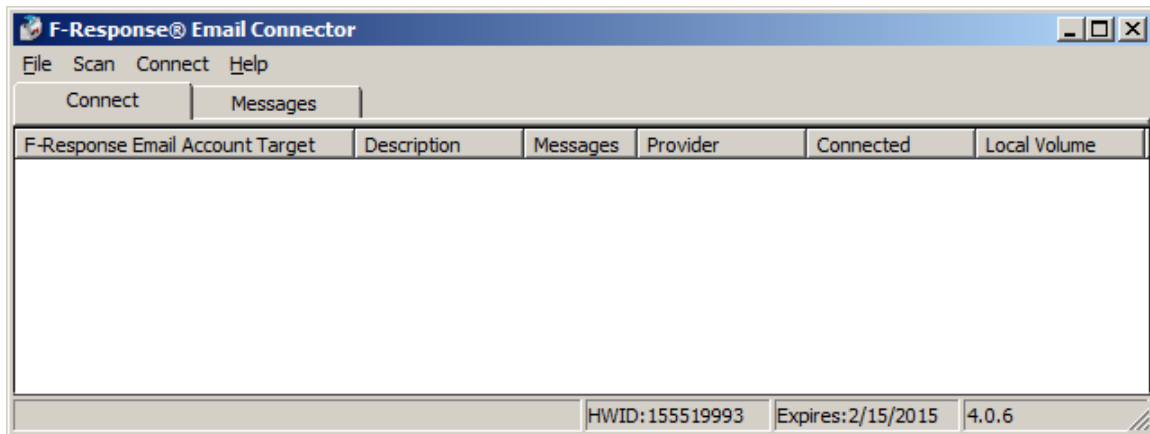 F-Response® Email Connector
File Scan Connect Help
Connect Messages
F-Response Email Account Target Description Messages Provider Connected Local Volume
HWID:155519993 Expires:2/15/2015 4.0.6